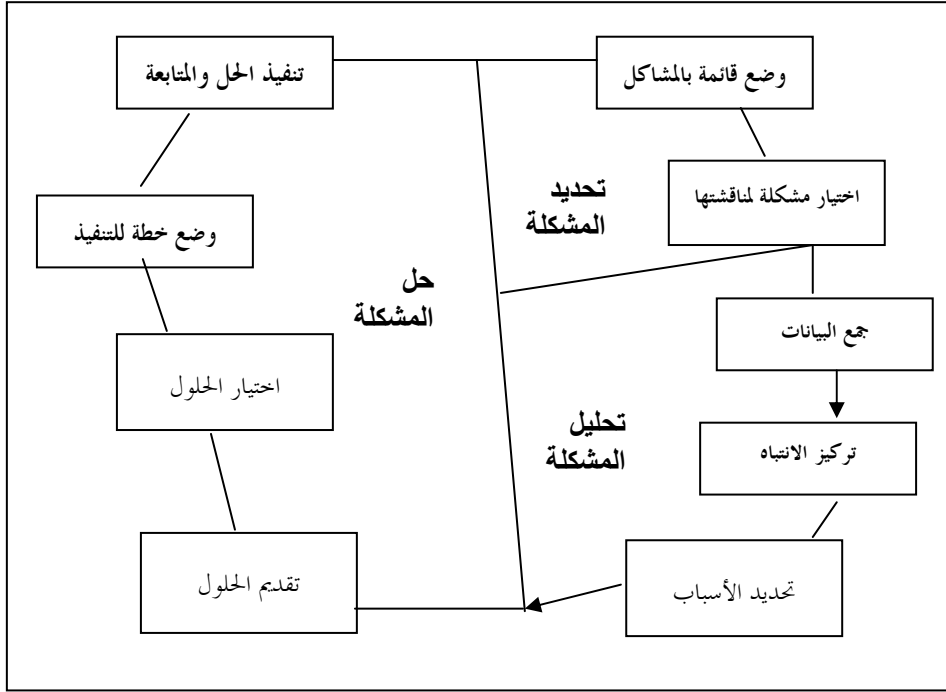 وضع قائمة بالمشاكل
تنفيذ الحل والمتابعة
اختيار مشكلة لمناقشتها
تحديد
المشكلة
وضع خطة للتنفيذ
حل
المشكلة
جمع البيانات
اختيار الحلول
تحليل
المشكلة
تركيز الانتباه
تحديد الأسباب
تقديم الحلول